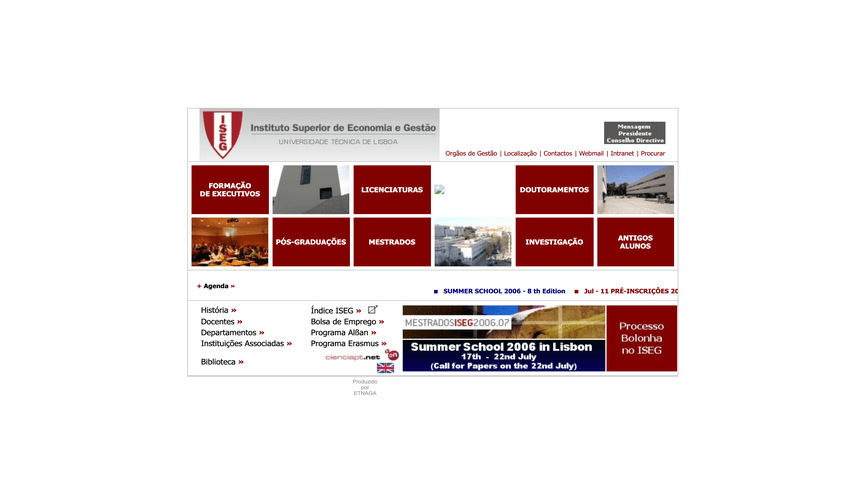 ISEG
Instituto Superior de Economia e Gestão
UNIVERSIDADE TÉCNICA DE LISBOA
Mensagem
Presidente
Conselho Directivo
Orgãos de Gestão | Localização | Contactos | Webmail | Intranet | Procurar
FORMAÇÃO
DE EXECUTIVOS
LICENCIATURAS
DOUTORAMENTOS
PÓS-GRADUAÇÕES
MESTRADOS
INVESTIGAÇÃO
ANTIGOS
ALUNOS
+ Agenda »
SUMMER SCHOOL 2006 - 8 th Edition
Jul - 11 PRÉ-INSCRIÇÕES 20
História »
Docentes »
Departamentos »
Instituições Associadas »
Biblioteca »
Índice ISEG »
Bolsa de Emprego »
Programa Alßan »
Programa Erasmus »
cienciapt.net
MESTRADOSISEG2006.07
Summer School 2006 in Lisbon
17th - 22nd July
(Call for Papers on the 22nd July)
Processo
Bolonha
no ISEG
Produzido
por
ETNAGA